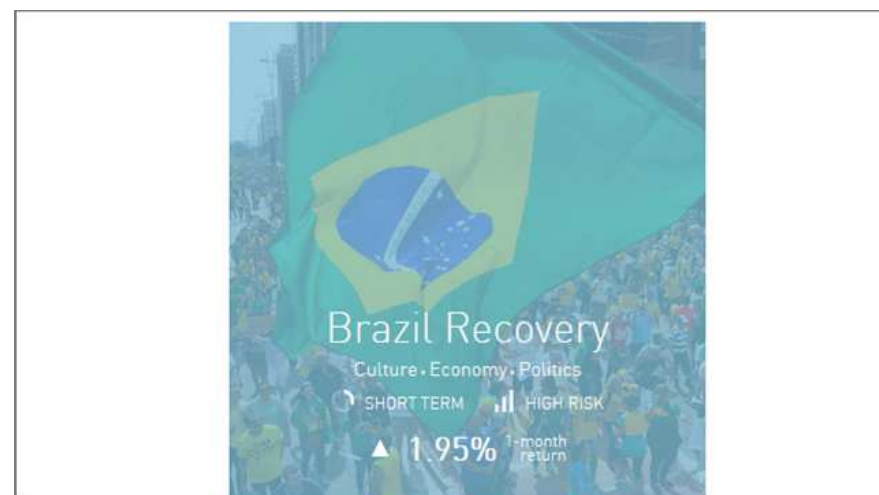 Brazil Recovery
Culture • Economy • Politics
SHORT TERM HIGH RISK
▲ 1.95% 1-month return